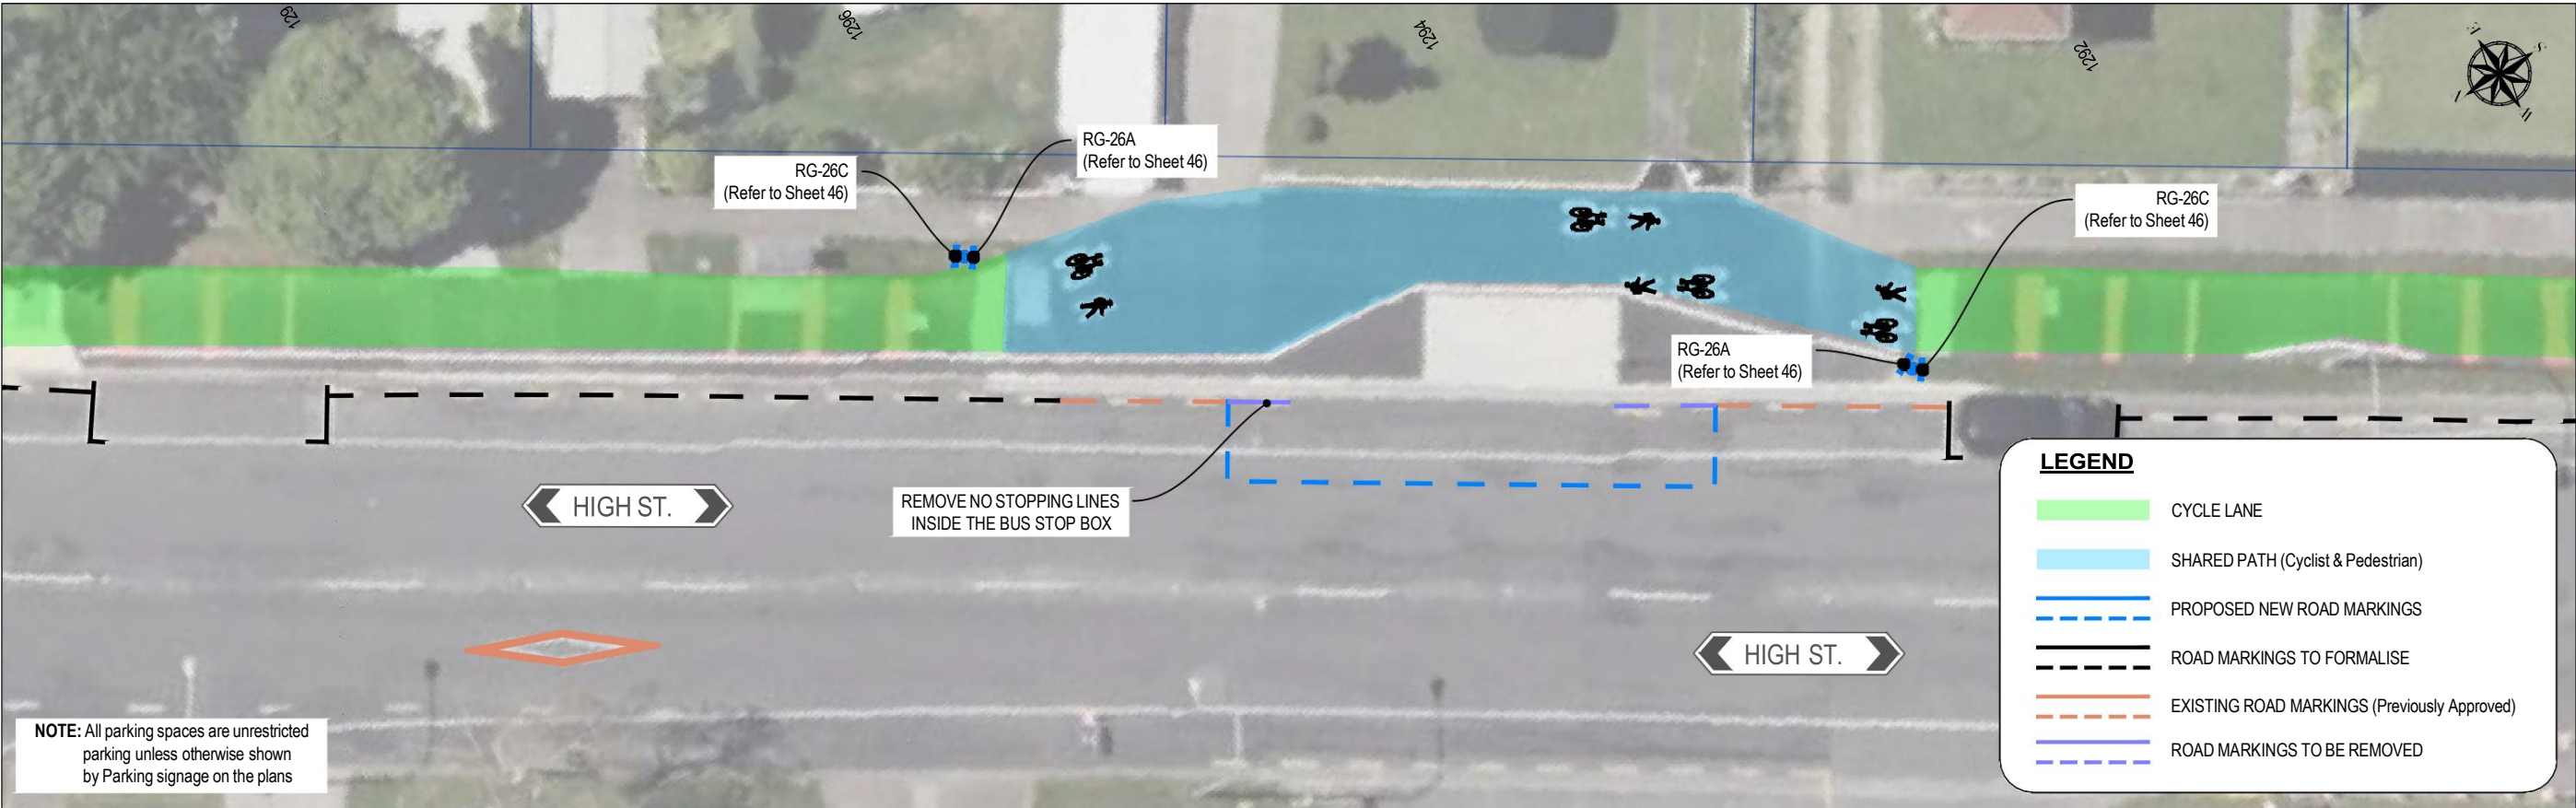 129
1296
1294
1292
RG-26A
(Refer to Sheet 46)
RG-26C
(Refer to Sheet 46)
RG-26C
(Refer to Sheet 46)
RG-26A
(Refer to Sheet 46)
REMOVE NO STOPPING LINES
INSIDE THE BUS STOP BOX
HIGH ST.
HIGH ST.
NOTE: All parking spaces are unrestricted
parking unless otherwise shown
by Parking signage on the plans
LEGEND
CYCLE LANE
SHARED PATH (Cyclist & Pedestrian)
PROPOSED NEW ROAD MARKINGS
ROAD MARKINGS TO FORMALISE
EXISTING ROAD MARKINGS (Previously Approved)
ROAD MARKINGS TO BE REMOVED